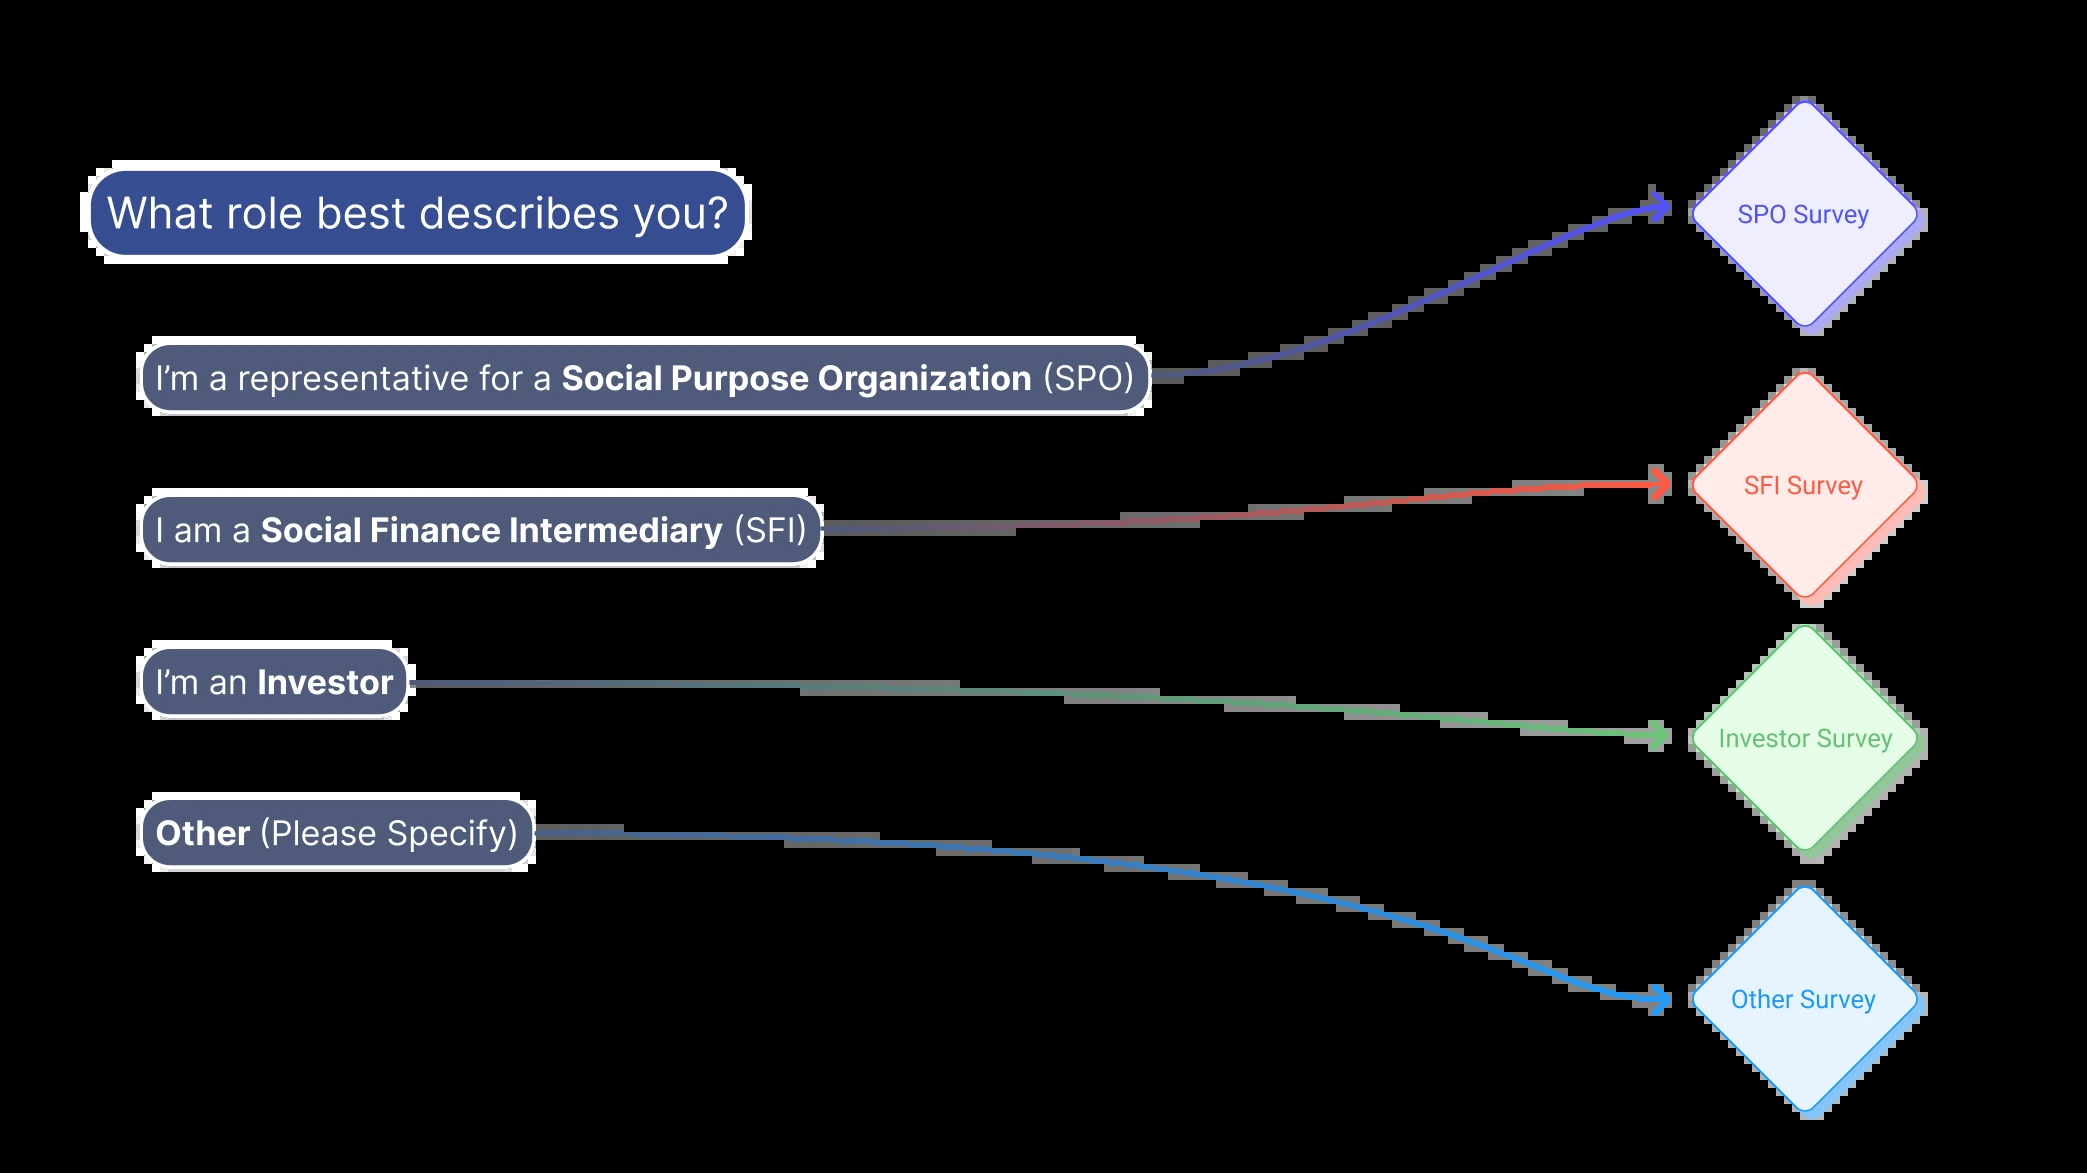 What role best describes you?
I’m a representative for a Social Purpose Organization (SPO)
I am a Social Finance Intermediary (SFI)
I’m an Investor
Other (Please Specify)
SPO Survey
SFI Survey
Investor Survey
Other Survey